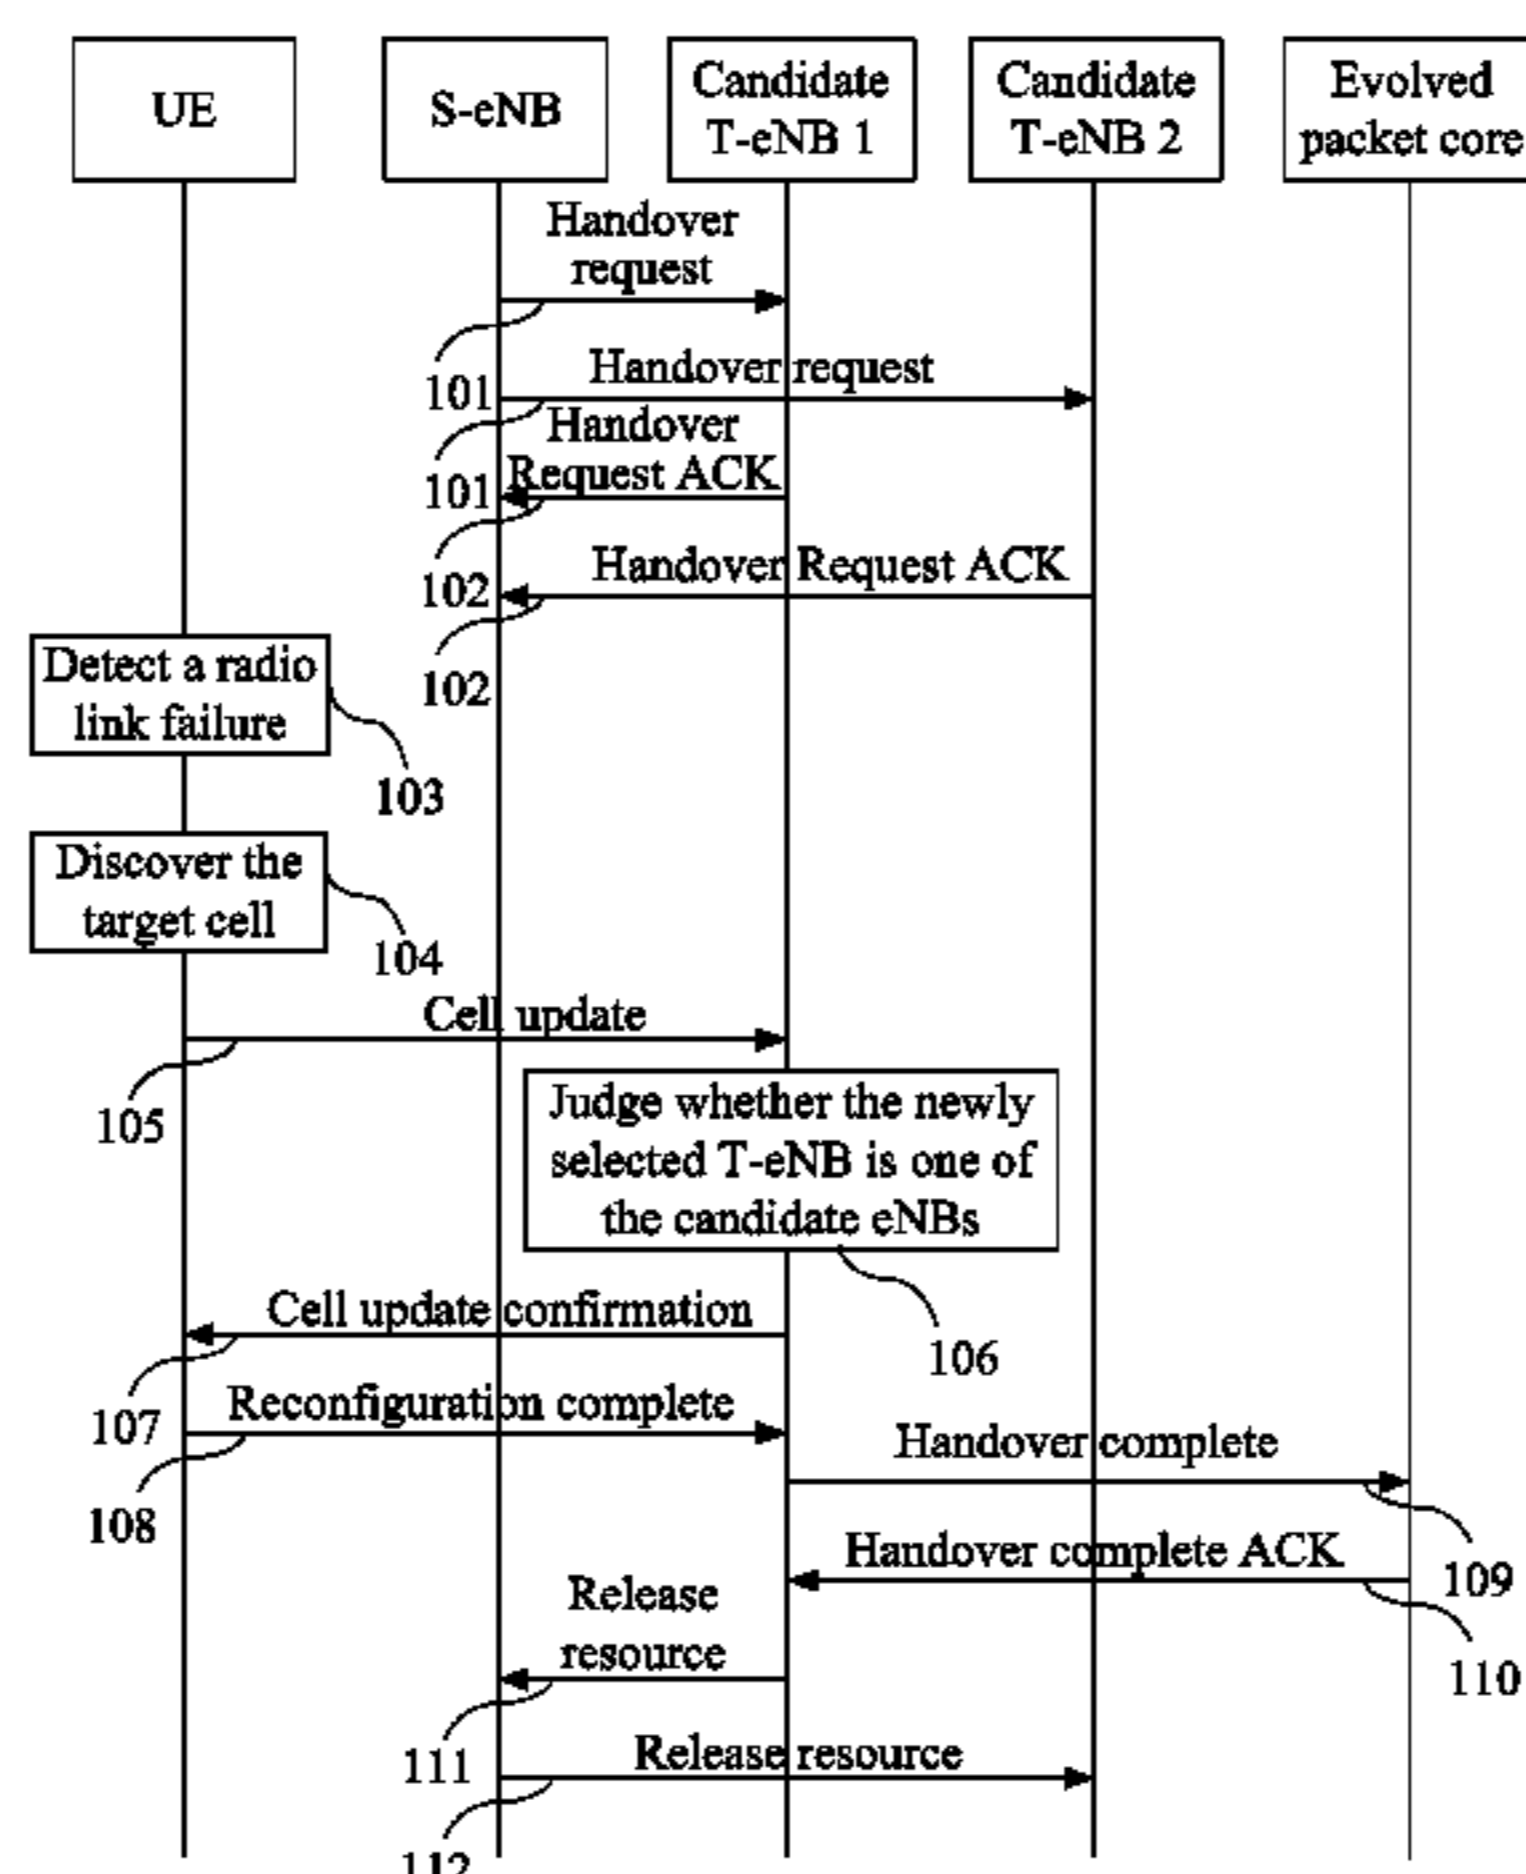 UE
S-eNB
Candidate
T-eNB 1
Candidate
T-eNB 2
Evolved
packet core
Handover
request
101
Handover request
101
Handover
Request ACK
102
Handover Request ACK
102
Detect a radio
link failure
103
Discover the
target cell
104
Cell update
105
Judge whether the newly
selected T-eNB is one of
the candidate eNBs
106
Cell update confirmation
107
Reconfiguration complete
108
Handover complete
109
Handover complete ACK
110
Release
resource
111
Release resource
112